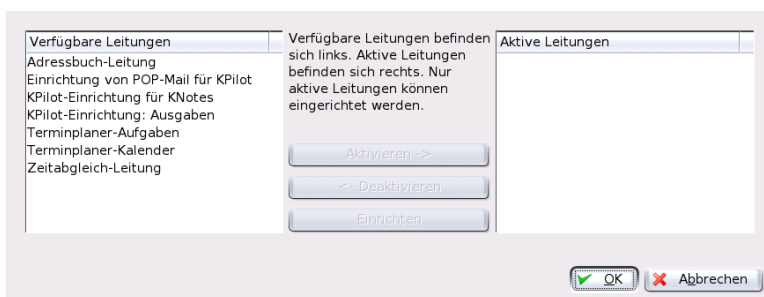 Verfügbare Leitungen
Adressbuch-Leitung
Einrichtung von POP-Mail für KPilot
KPilot-Einrichtung für KNotes
KPilot-Einrichtung: Ausgaben
Terminplaner-Aufgaben
Terminplaner-Kalender
Zeitabgleich-Leitung
Verfügbare Leitungen befinden
sich links. Aktive Leitungen
befinden sich rechts. Nur
aktive Leitungen können
eingerichtet werden.
Aktivieren ->
<- Deaktivieren
Einrichten
Aktive Leitungen
OK
Abbrechen